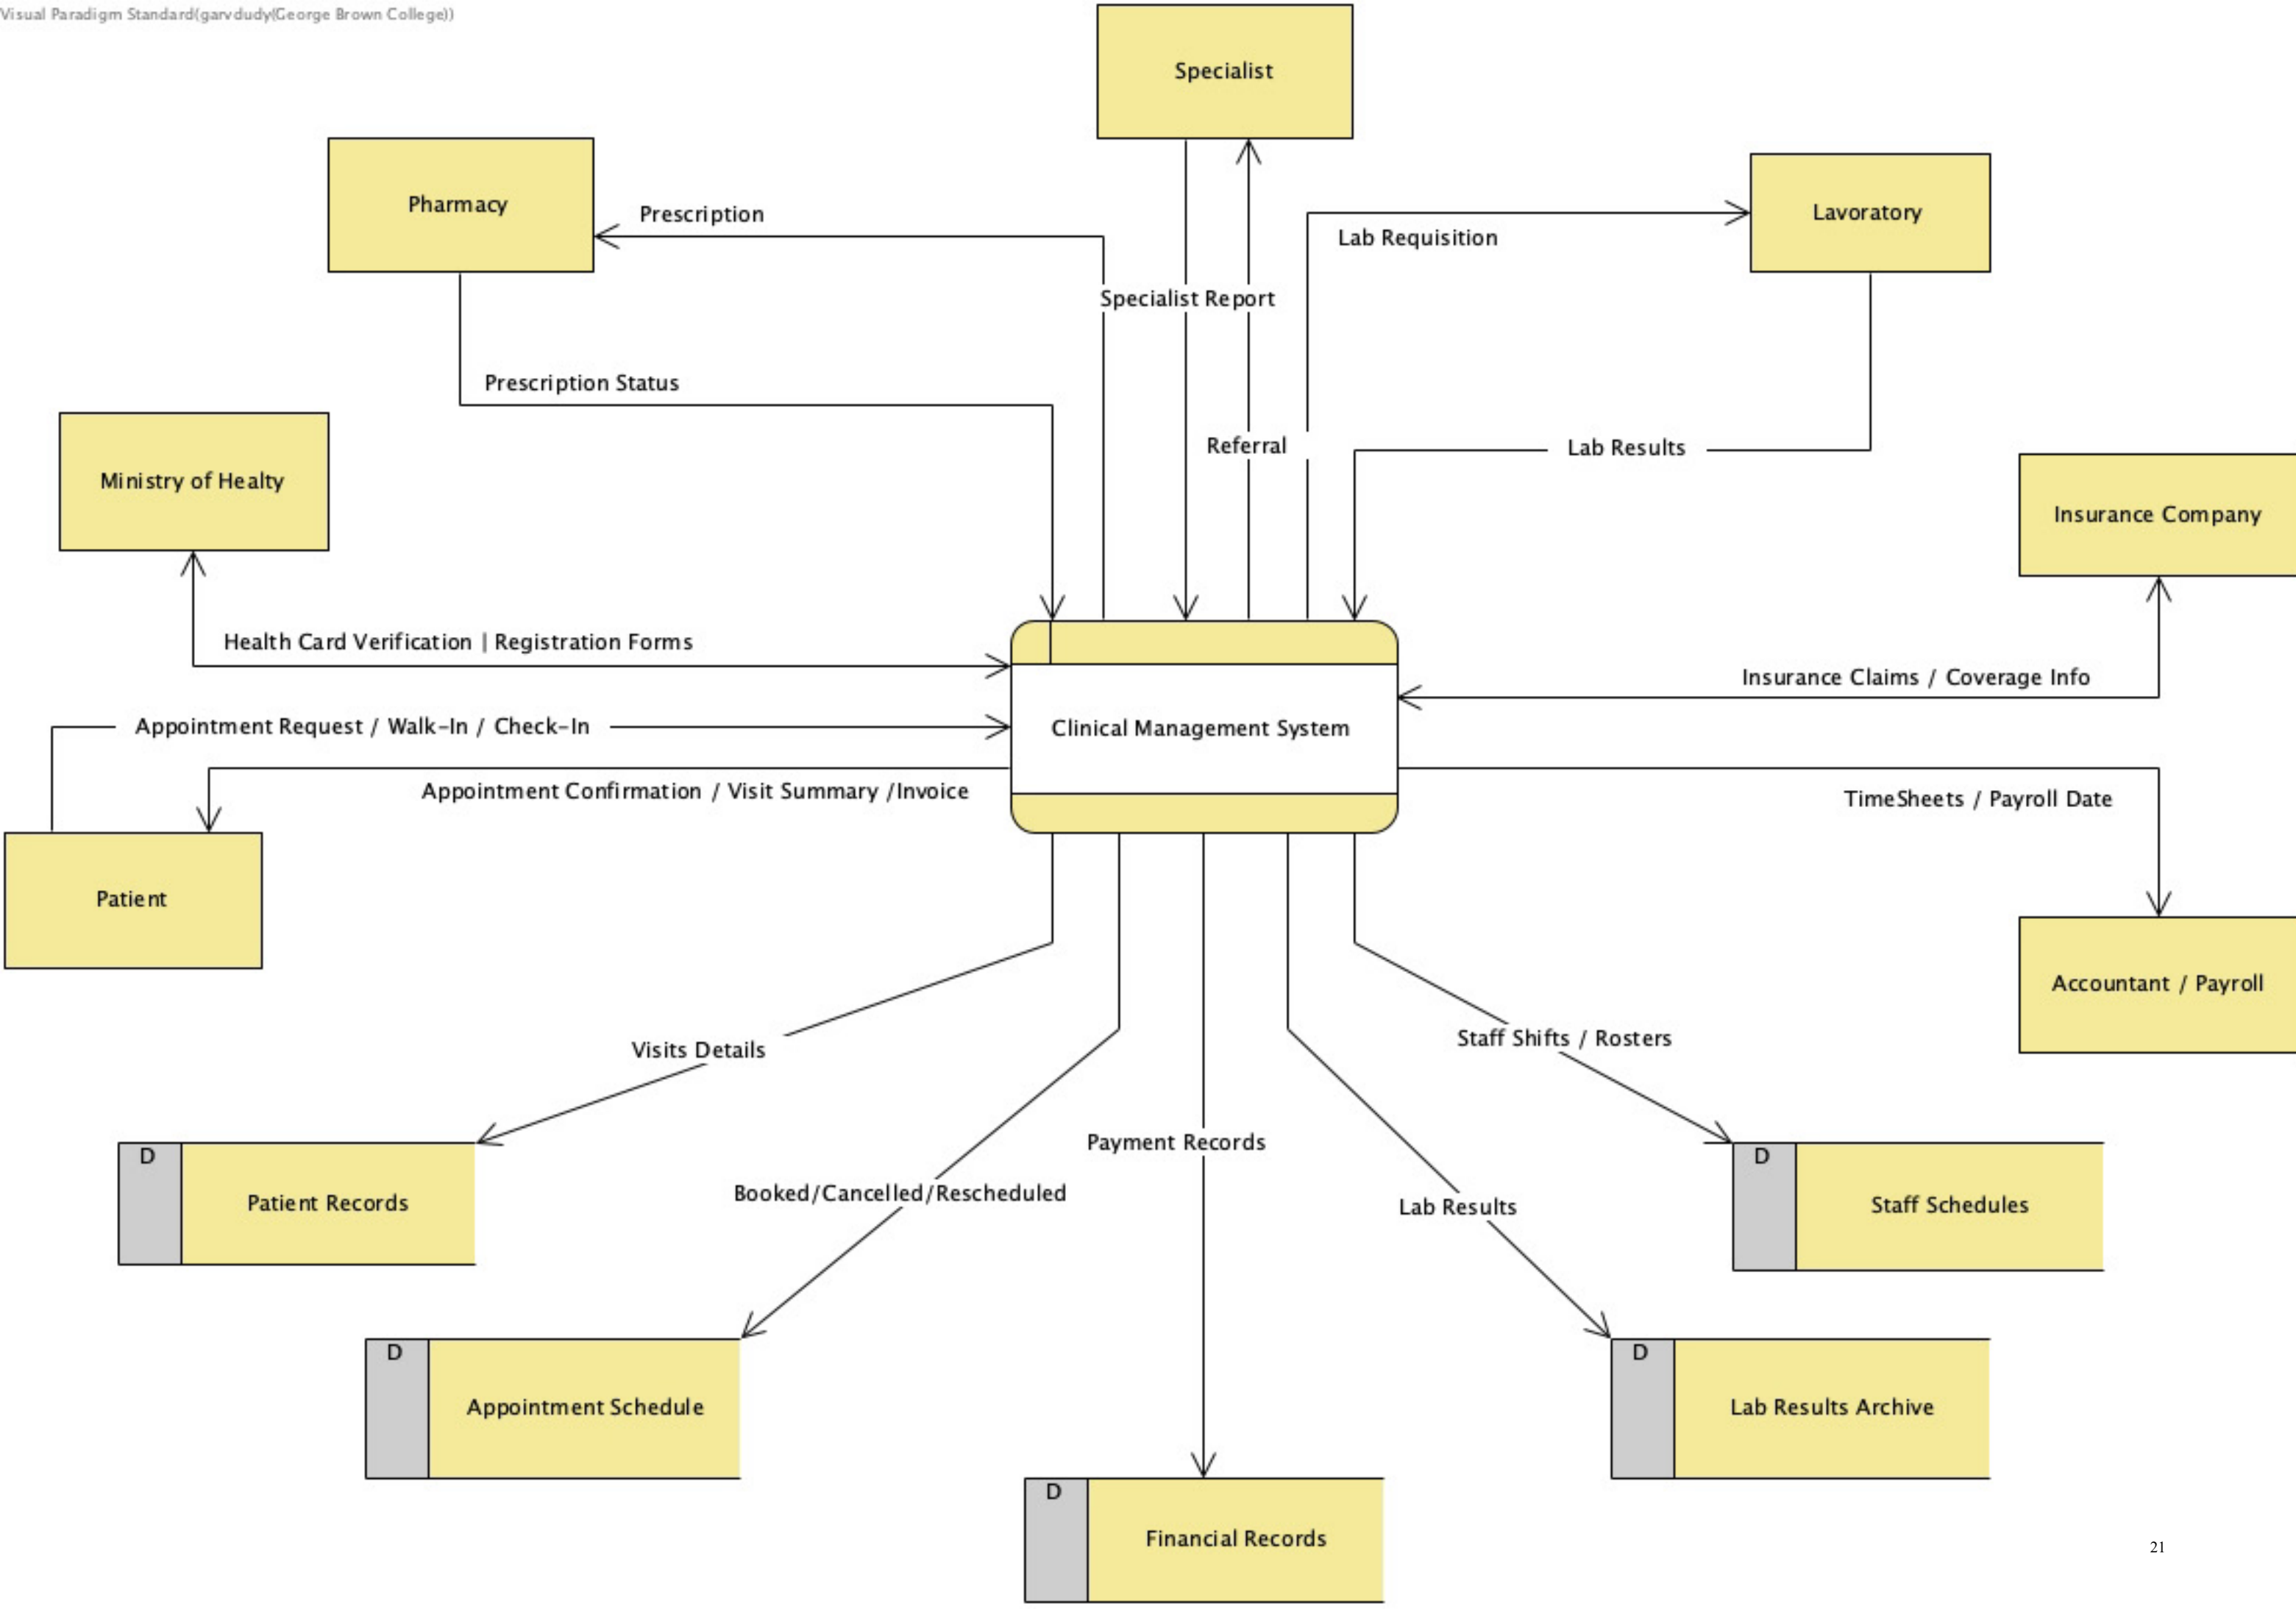 Visual Paradigm Standard(garvdudy(George Brown College))
Specialist
Pharmacy
Lavoratory
Prescription
Lab Requisition
Specialist Report
Prescription Status
Referral
Lab Results
Ministry of Healty
Insurance Company
Health Card Verification | Registration Forms
Insurance Claims / Coverage Info
Appointment Request / Walk-In / Check-In
Clinical Management System
Appointment Confirmation / Visit Summary /Invoice
TimeSheets / Payroll Date
Patient
Accountant / Payroll
Visits Details
Staff Shifts / Rosters
Payment Records
Booked/Cancelled/Rescheduled
Lab Results
D
Patient Records
D
Staff Schedules
D
Appointment Schedule
D
Lab Results Archive
D
Financial Records
21